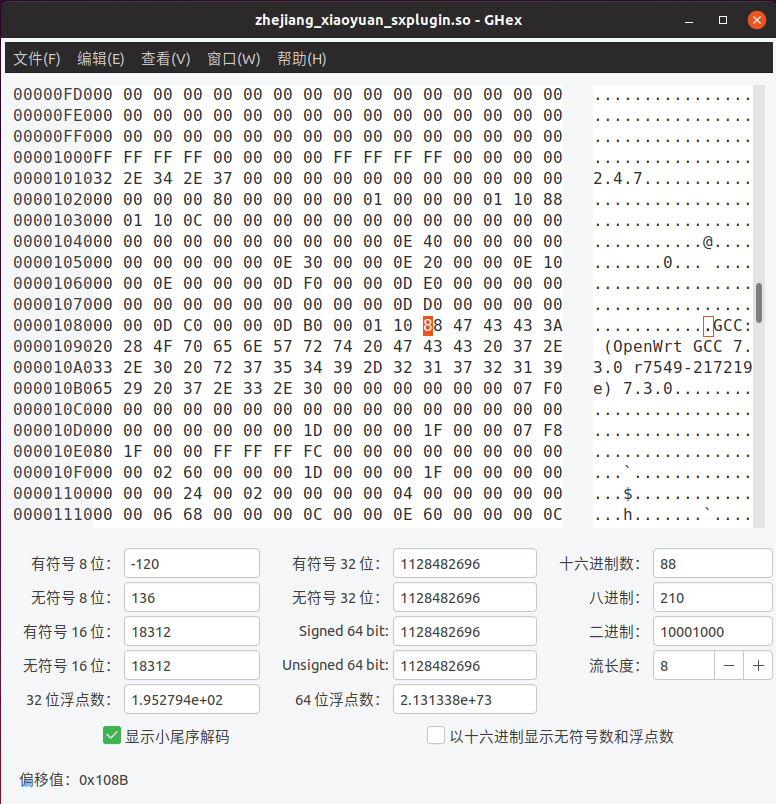 zhejiang_xiaoyuan_sxplugin.so - GHex
文件(F) 编辑(E) 查看(V) 窗口(W) 帮助(H)
00000FD000 00 00 00 00 00 00 00 00 00 00 00 00 00 00 00 ................
00000FE000 00 00 00 00 00 00 00 00 00 00 00 00 00 00 00 ................
00000FF000 00 00 00 00 00 00 00 00 00 00 00 00 00 00 00 ................
00001000FF FF FF FF 00 00 00 00 FF FF FF FF 00 00 00 00 ................
0000101032 2E 34 2E 37 00 00 00 00 00 00 00 00 00 00 00 2.4.7...........
0000102000 00 00 00 80 00 00 00 00 01 00 00 00 01 10 88 ................
0000103000 01 10 0C 00 00 00 00 00 00 00 00 00 00 00 00 ................
0000104000 00 00 00 00 00 00 00 00 00 0E 40 00 00 00 00 ...........@....
0000105000 00 00 00 00 00 0E 30 00 00 0E 20 00 00 0E 10 .......0... ....
0000106000 00 0E 00 00 00 0D F0 00 00 0D E0 00 00 00 00 ................
0000107000 00 00 00 00 00 00 00 00 00 0D D0 00 00 00 00 ................
0000108000 00 0D C0 00 00 0D B0 00 01 10 88 47 43 43 3A ............GCC:
0000109020 28 4F 70 65 6E 57 72 74 20 47 43 43 20 37 2E (OpenWrt GCC 7.
000010A033 2E 30 20 72 37 35 34 39 2D 32 31 37 32 31 39 3.0 r7549-217219
000010B065 29 20 37 2E 33 2E 30 00 00 00 00 00 00 07 F0 e) 7.3.0........
000010C000 00 00 00 00 00 00 00 00 00 00 00 00 00 00 00 ................
000010D000 00 00 00 00 00 00 1D 00 00 00 1F 00 00 07 F8 ................
000010E080 1F 00 00 FF FF FF FC 00 00 00 00 00 00 00 00 ................
000010F000 00 02 60 00 00 00 1D 00 00 00 1F 00 00 00 00 ...`............
0000110000 00 00 24 00 02 00 00 00 00 04 00 00 00 00 00 ...$............
0000111000 00 06 68 00 00 00 0C 00 00 0E 60 00 00 00 0C ...h.......`....
有符号 8 位： -120 有符号 32 位： 1128482696 十六进制数： 88
无符号 8 位： 136 无符号 32 位： 1128482696 八进制： 210
有符号 16 位： 18312 Signed 64 bit: 1128482696 二进制： 10001000
无符号 16 位： 18312 Unsigned 64 bit: 1128482696 流长度： 8 − +
32 位浮点数： 1.952794e+02 64 位浮点数： 2.131338e+73
显示小尾序解码 以十六进制显示无符号数和浮点数
偏移值：0x108B